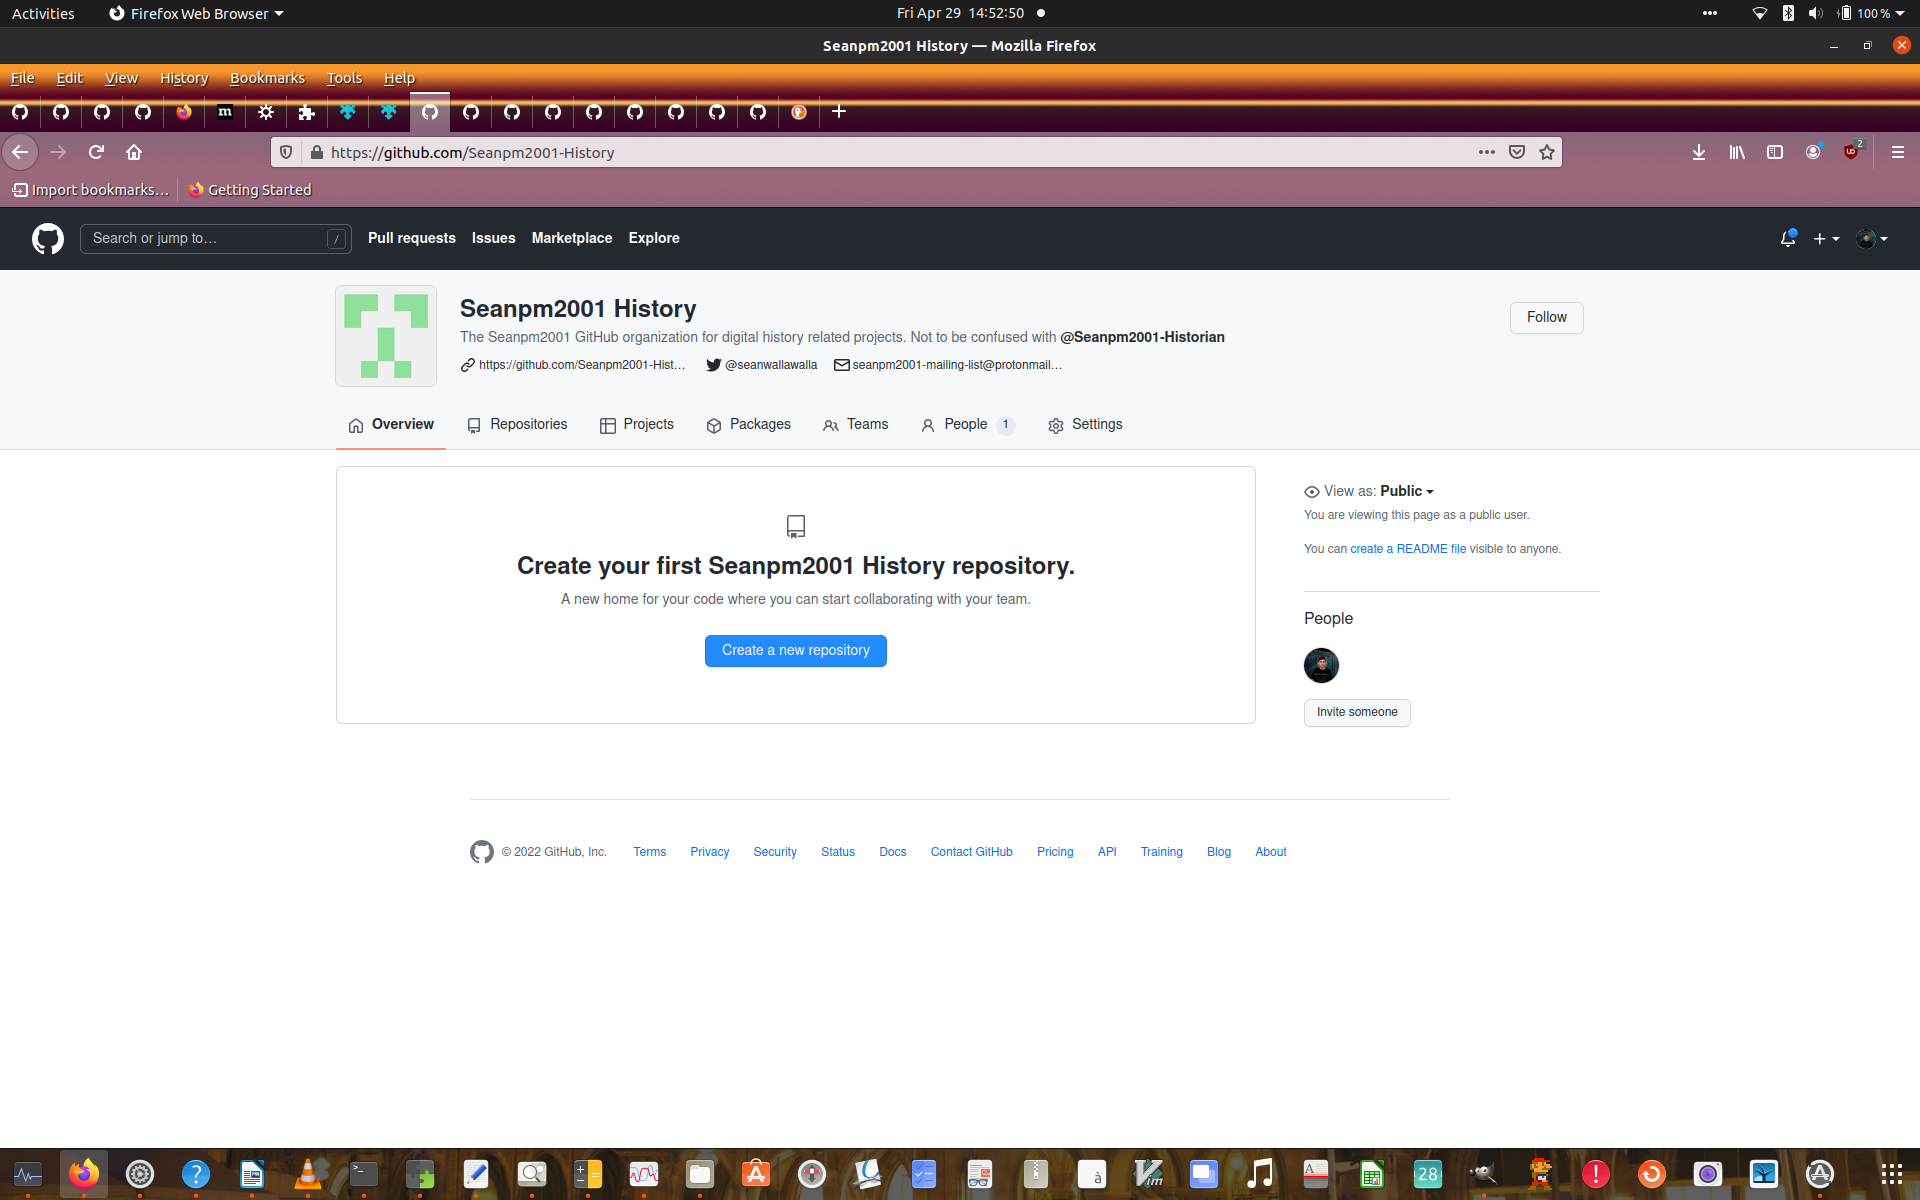 Activities Firefox Web Browser Fri Apr 29 14:52:50 100 %
Seanpm2001 History — Mozilla Firefox
File Edit View History Bookmarks Tools Help
m
https://github.com/Seanpm2001-History 2
Import bookmarks… Getting Started
Search or jump to… / Pull requests Issues Marketplace Explore
Seanpm2001 History
Follow
The Seanpm2001 GitHub organization for digital history related projects. Not to be confused with @Seanpm2001-Historian
https://github.com/Seanpm2001-Hist… @seanwallawalla seanpm2001-mailing-list@protonmail…
Overview Repositories Projects Packages Teams People 1 Settings
View as: Public
You are viewing this page as a public user.
You can create a README file visible to anyone.
Create your first Seanpm2001 History repository.
A new home for your code where you can start collaborating with your team.
Create a new repository
People
Invite someone
© 2022 GitHub, Inc. Terms Privacy Security Status Docs Contact GitHub Pricing API Training Blog About
à Vim A 28